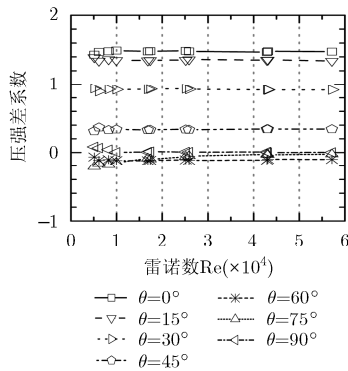 2
1
0
−1
压强差系数
0 1 2 3 4 5 6
雷诺数Re(×10⁴)
θ=0° θ=60°
θ=15° θ=75°
θ=30° θ=90°
θ=45°